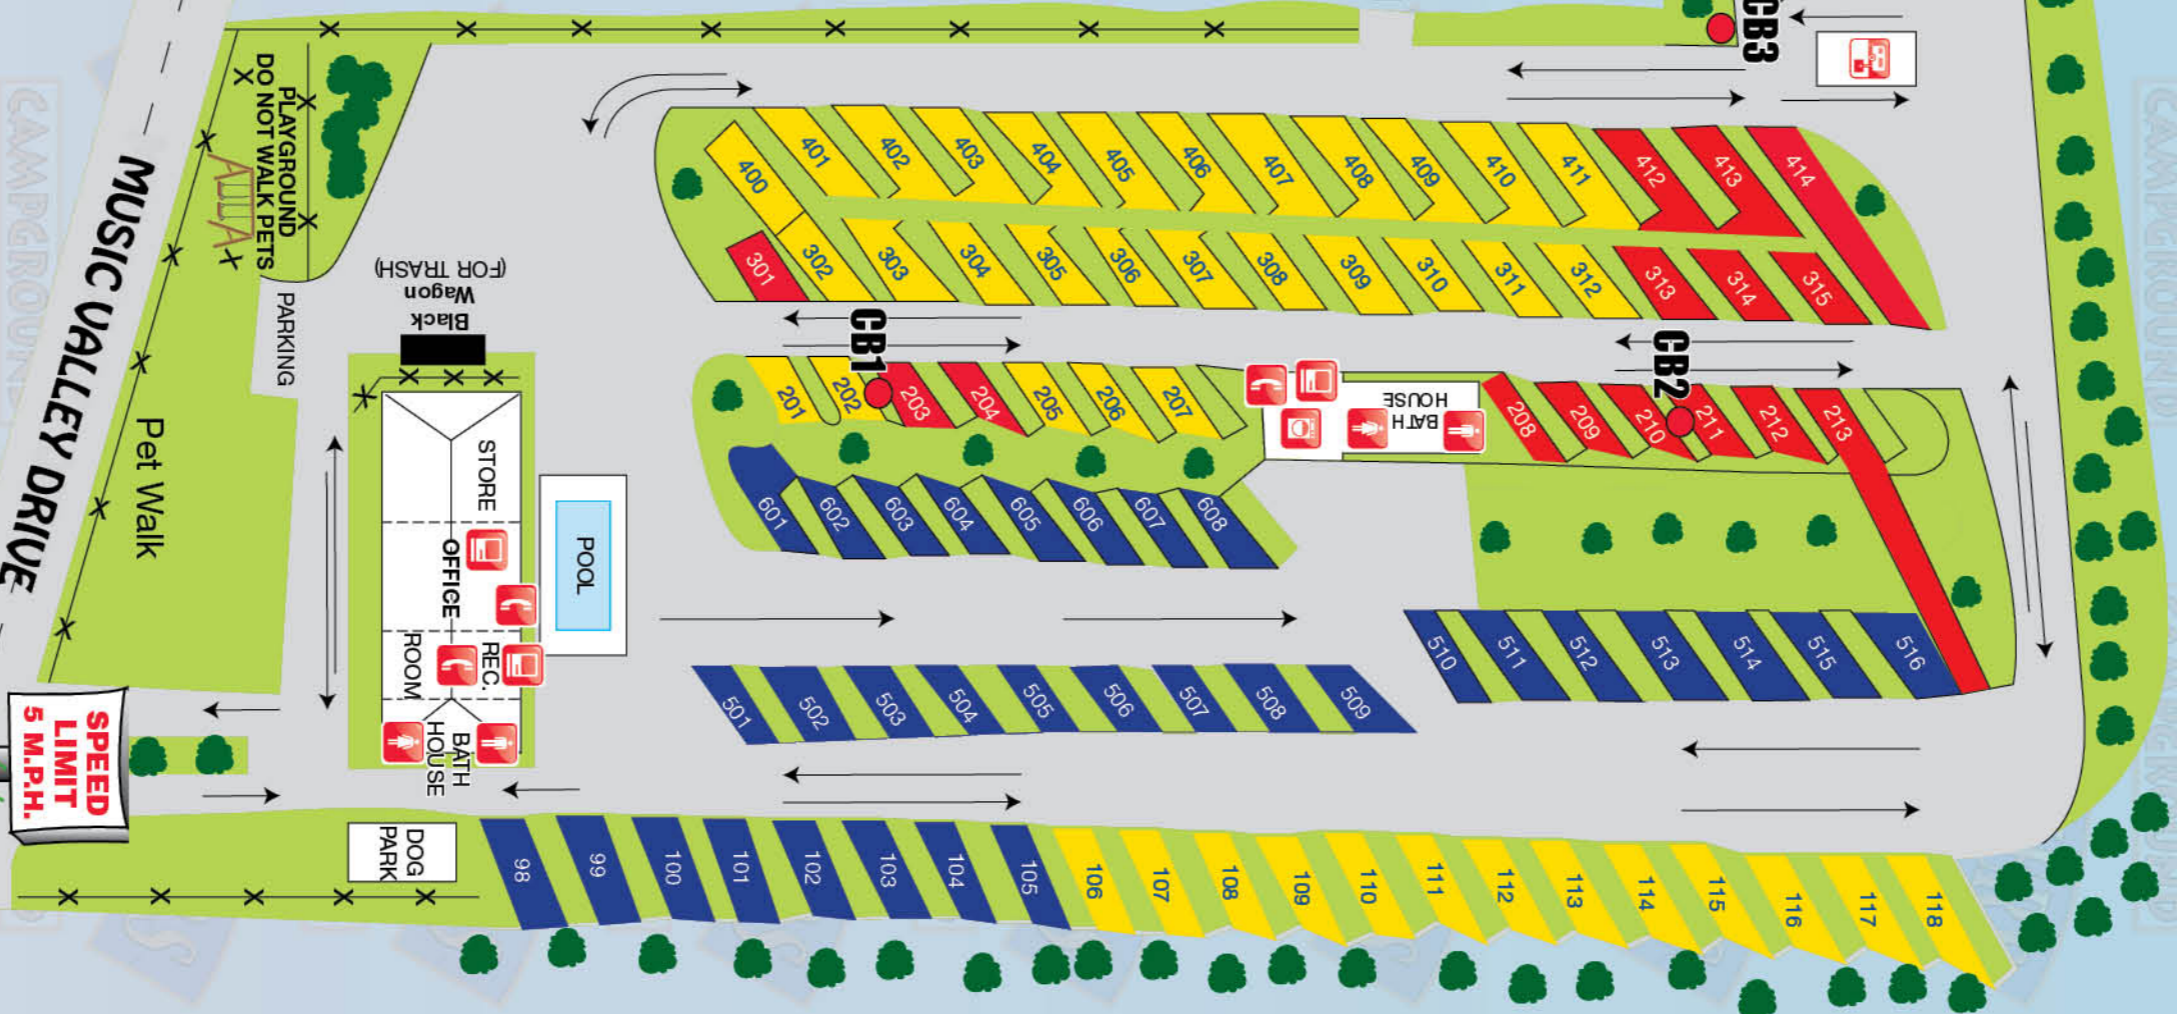 CB3
PLAYGROUND
DO NOT WALK PETS
MUSIC VALLEY DRIVE
Pet Walk
PARKING
Black
Wagon
(FOR TRASH)
STORE
OFFICE
REC.
ROOM
BATH
HOUSE
POOL
SPEED
LIMIT
5 M.P.H.
DOG
PARK
400 401 402 403 404 405 406 407 408 409 410 411 412 413 414
301 302 303 304 305 306 307 308 309 310 311 312 313 314 315
CB1
CB2
201 202 203 204 205 206 207
BATH
HOUSE
208 209 210 211 212 213
601 602 603 604 605 606 607 608
510 511 512 513 514 515 516
501 502 503 504 505 506 507 508 509
98 99 100 101 102 103 104 105 106 107 108 109 110 111 112 113 114 115 116 117 118
CAMPGROUND
CAMPGROUND